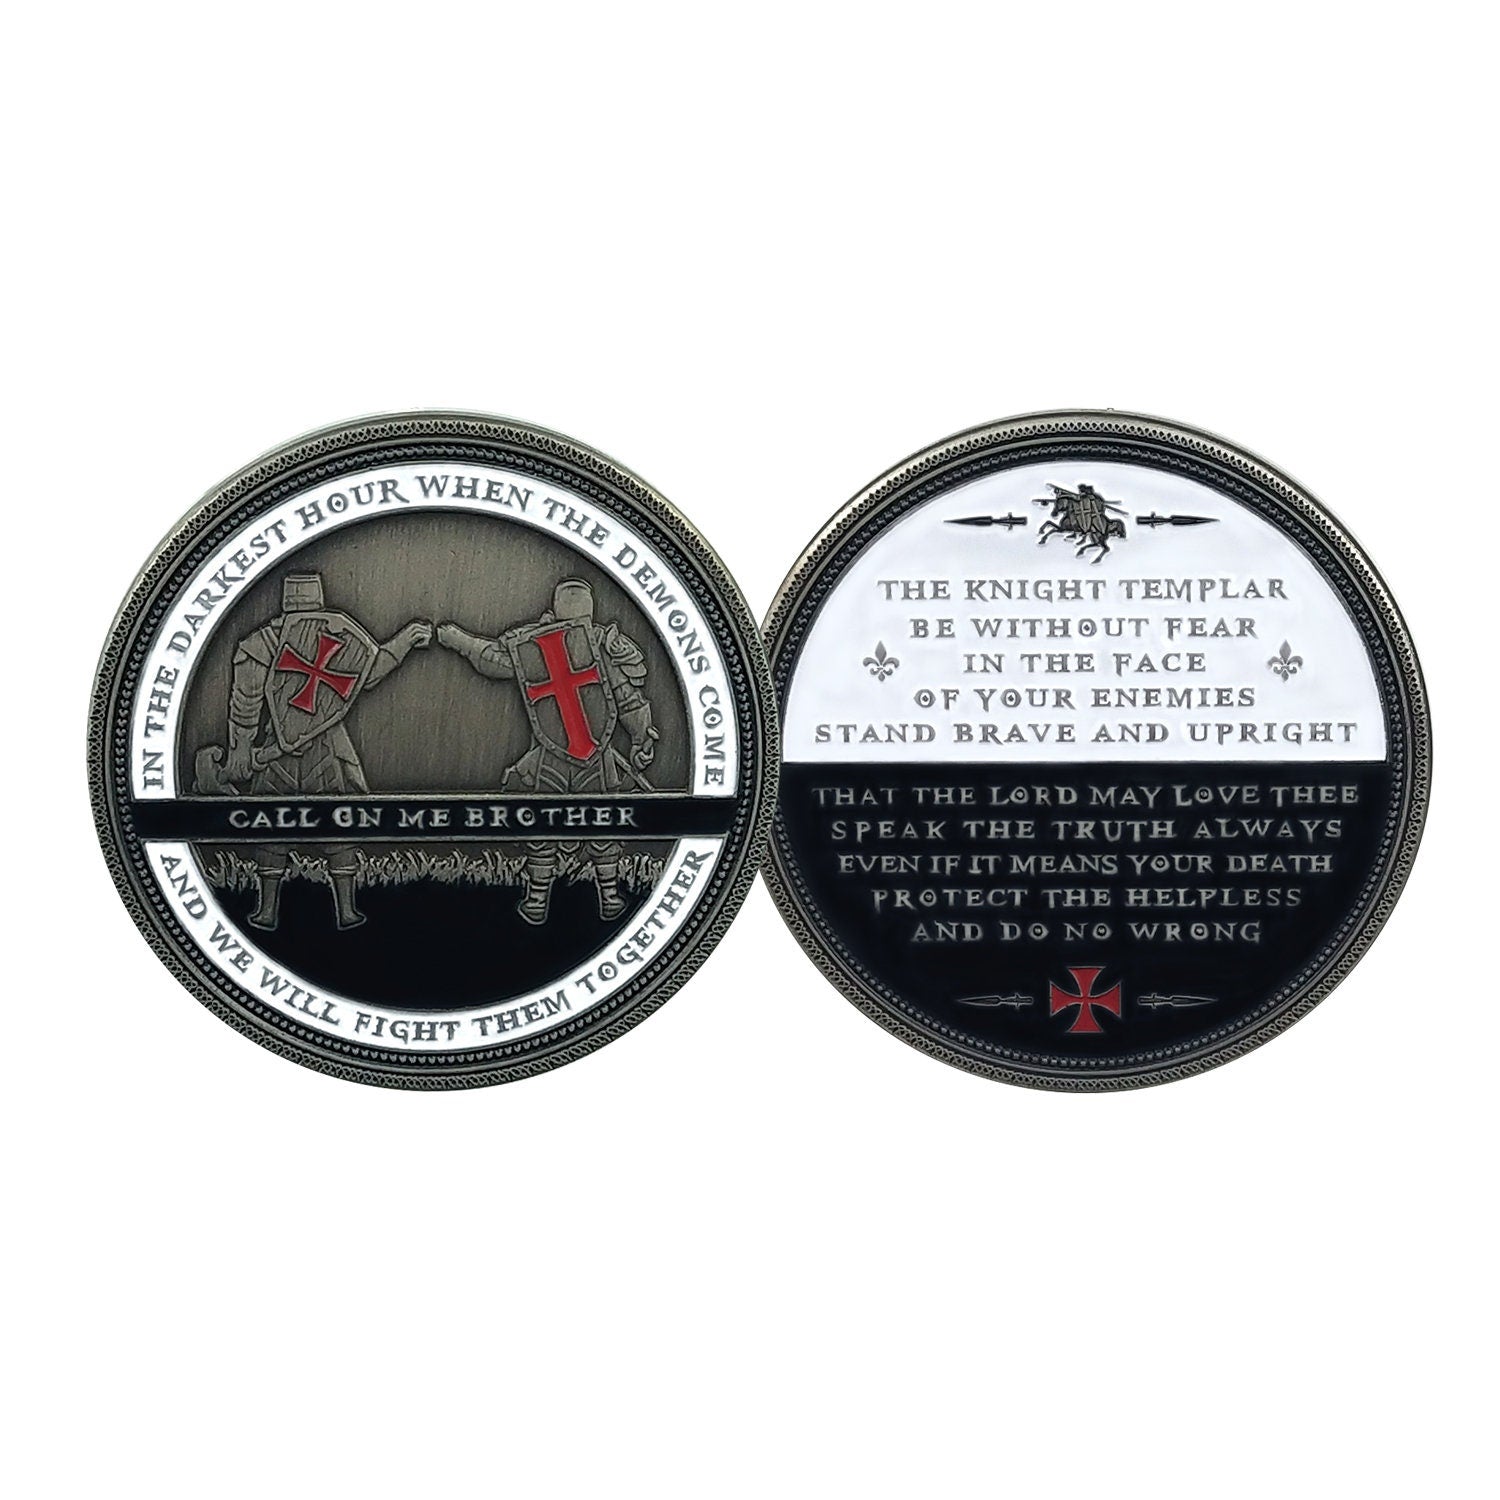 IN THE DARKEST HOUR WHEN THE DEMONS COME
CALL ON ME BROTHER
AND WE WILL FIGHT THEM TOGETHER
THE KNIGHT TEMPLAR
BE WITHOUT FEAR
IN THE FACE
OF YOUR ENEMIES
STAND BRAVE AND UPRIGHT
THAT THE LORD MAY LOVE THEE
SPEAK THE TRUTH ALWAYS
EVEN IF IT MEANS YOUR DEATH
PROTECT THE HELPLESS
AND DO NO WRONG